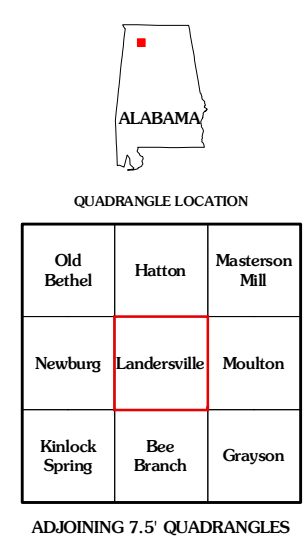 ALABAMA
QUADRANGLE LOCATION
Old
Bethel
Hatton
Masterson
Mill
Newburg
Landersville
Moulton
Kinlock
Spring
Bee
Branch
Grayson
ADJOINING 7.5' QUADRANGLES